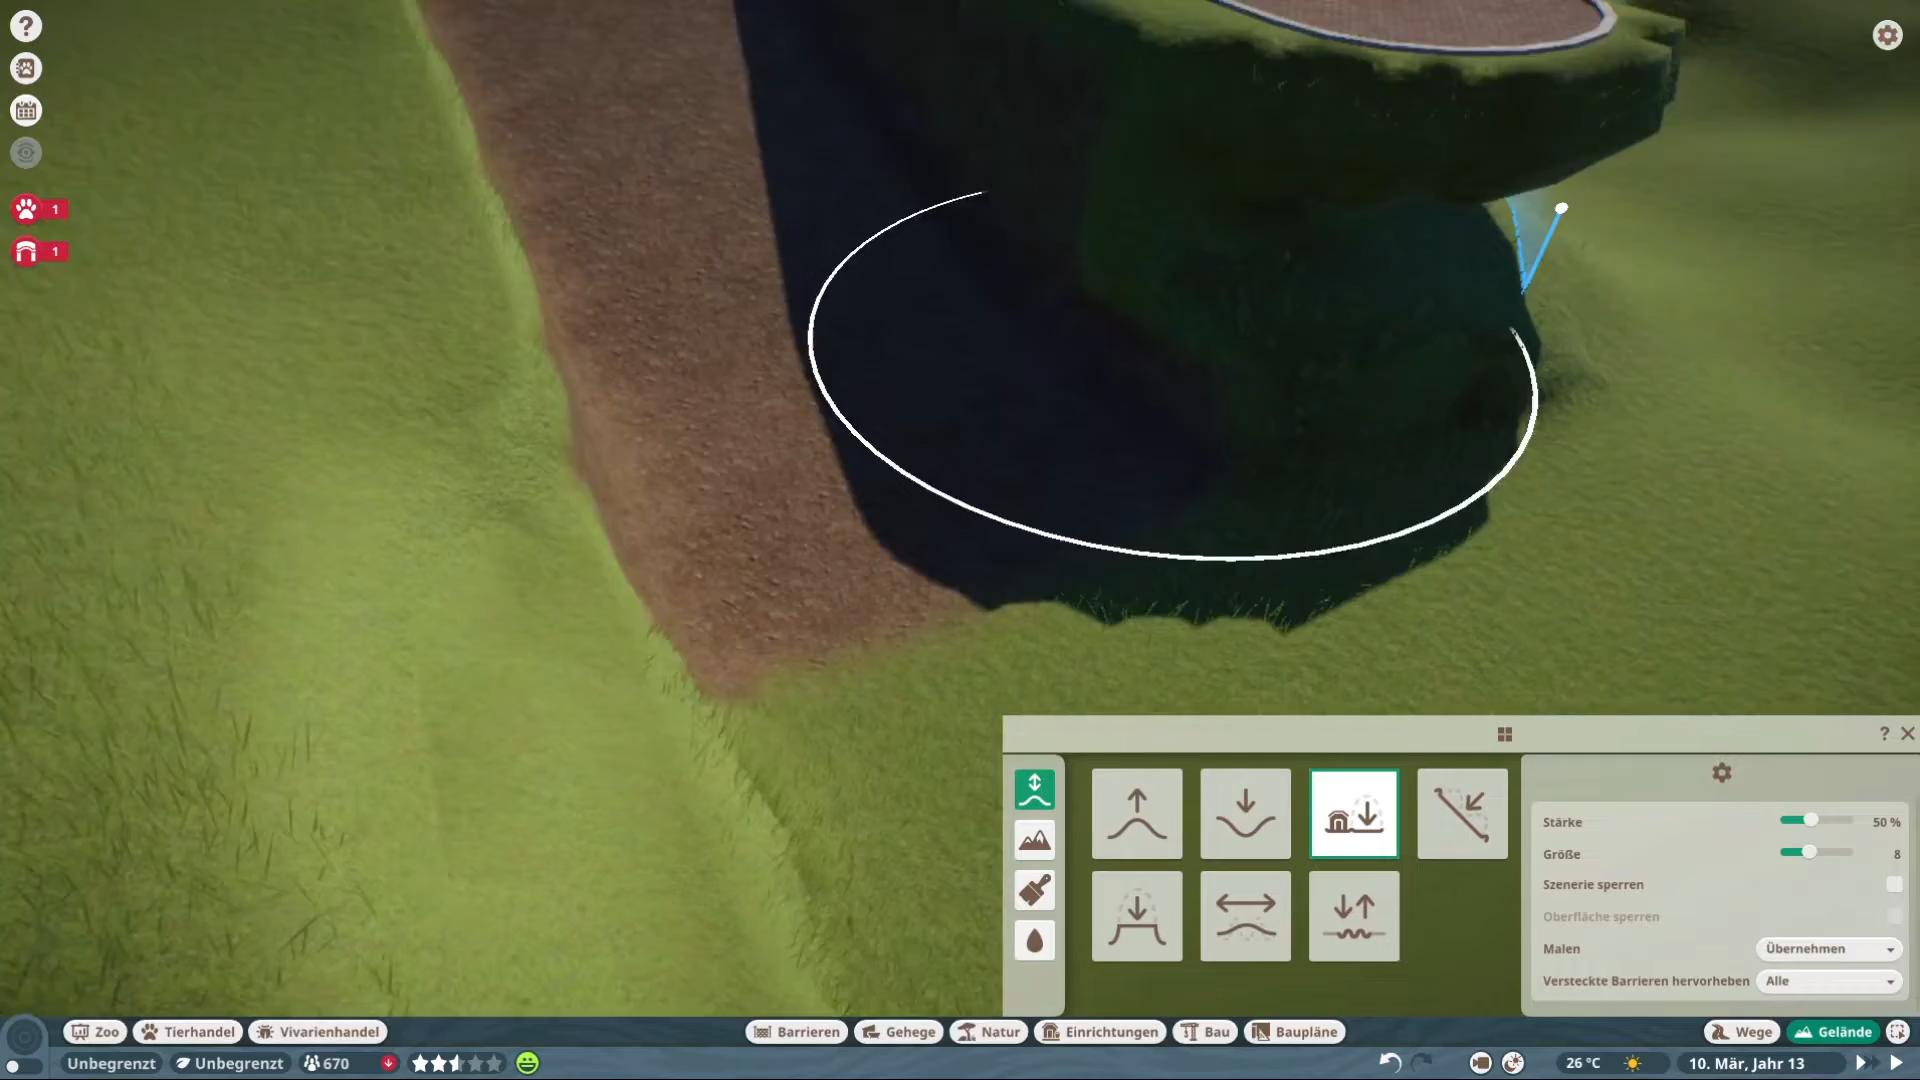 ?
1
1
?
Stärke 50 %
Größe 8
Szenerie sperren
Oberfläche sperren
Malen Übernehmen
Versteckte Barrieren hervorheben Alle
Zoo Tierhandel Vivarienhandel Barrieren Gehege Natur Einrichtungen Bau Baupläne Wege Gelände
Unbegrenzt Unbegrenzt 670 26 °C 10. Mär, Jahr 13